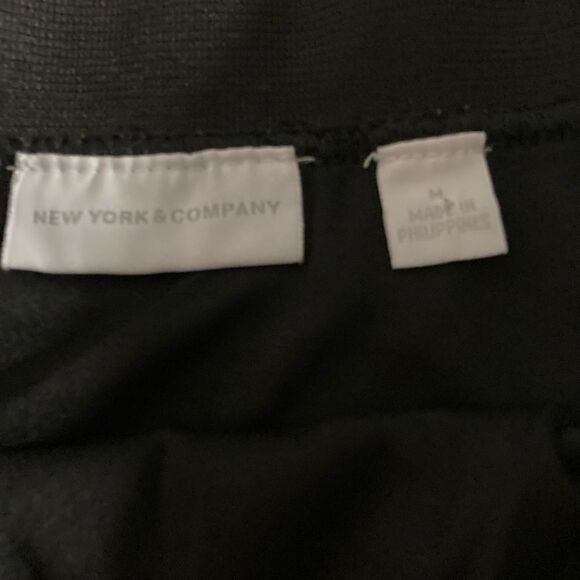 NEW YORK & COMPANY
M
MADE IN
PHILIPPINES